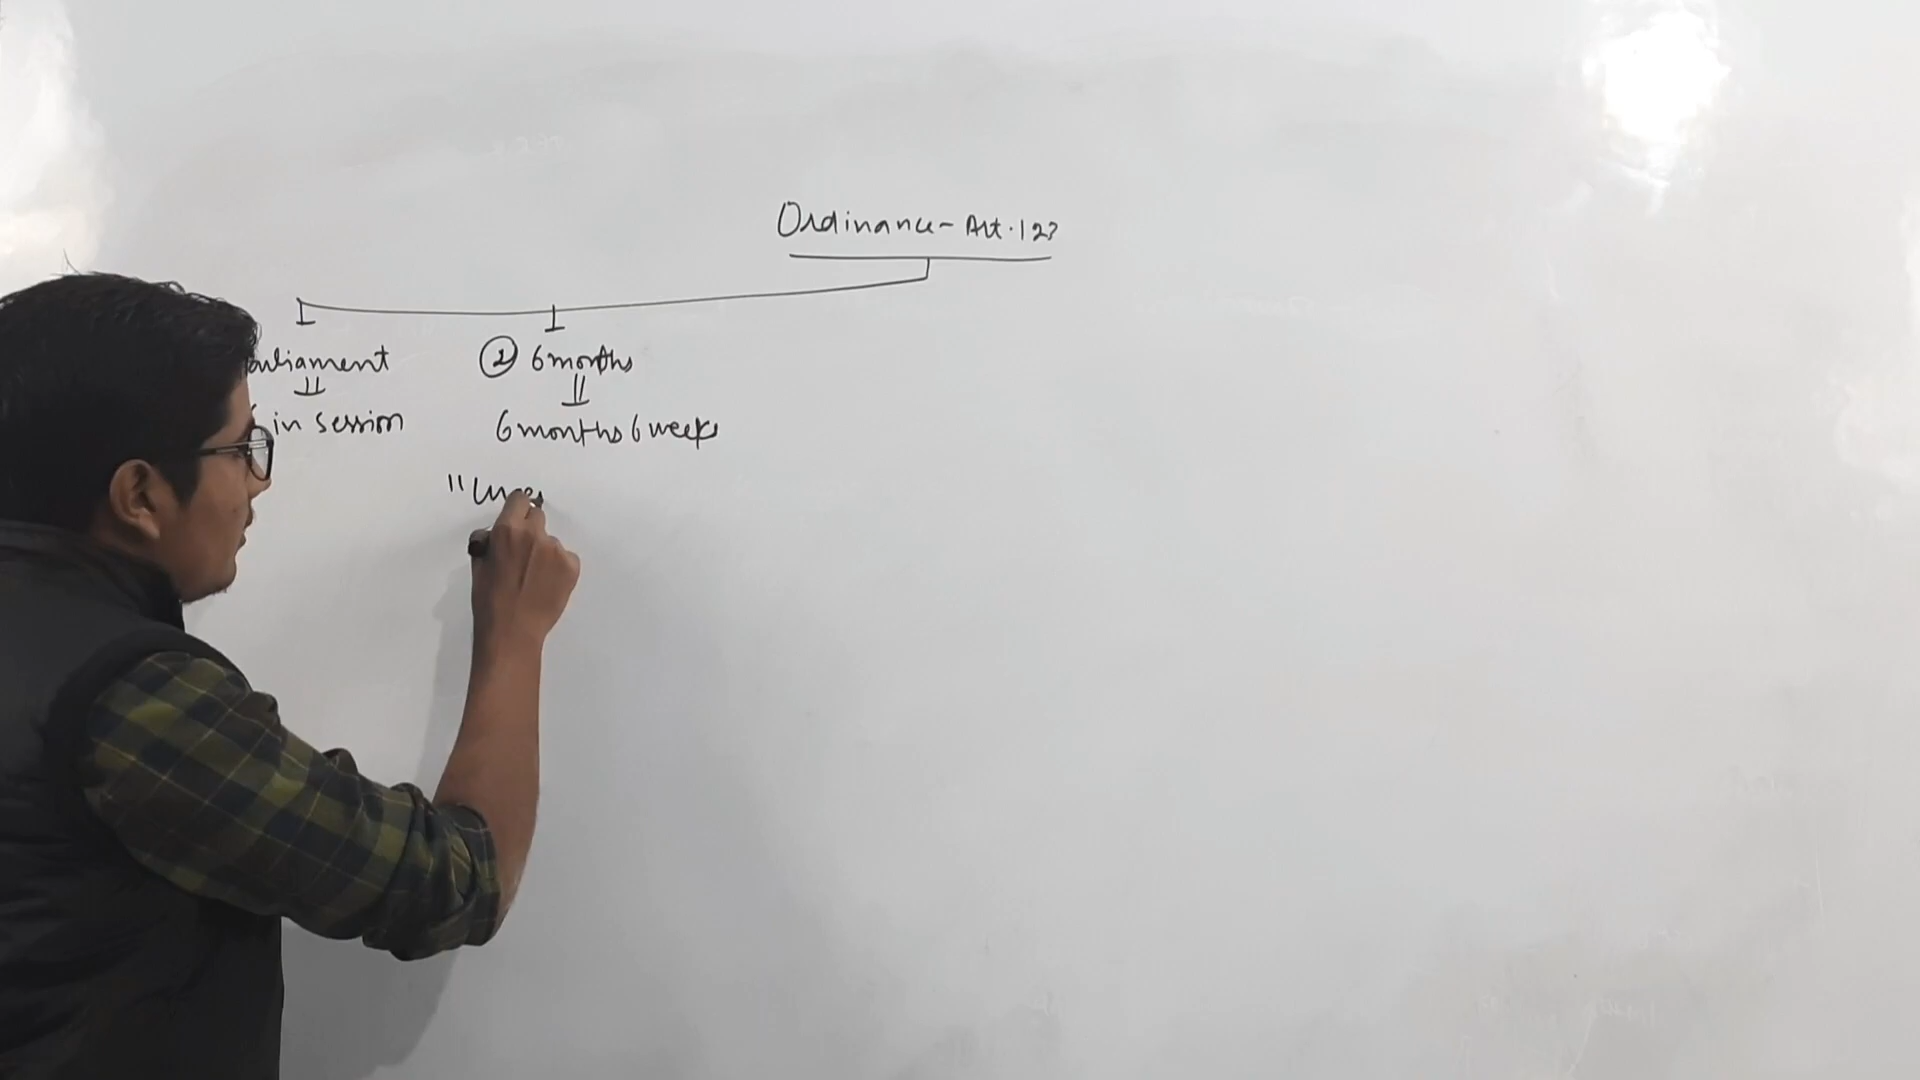 Ordinance - Art. 123
arliament
② 6 months
in session
6 months 6 weeks